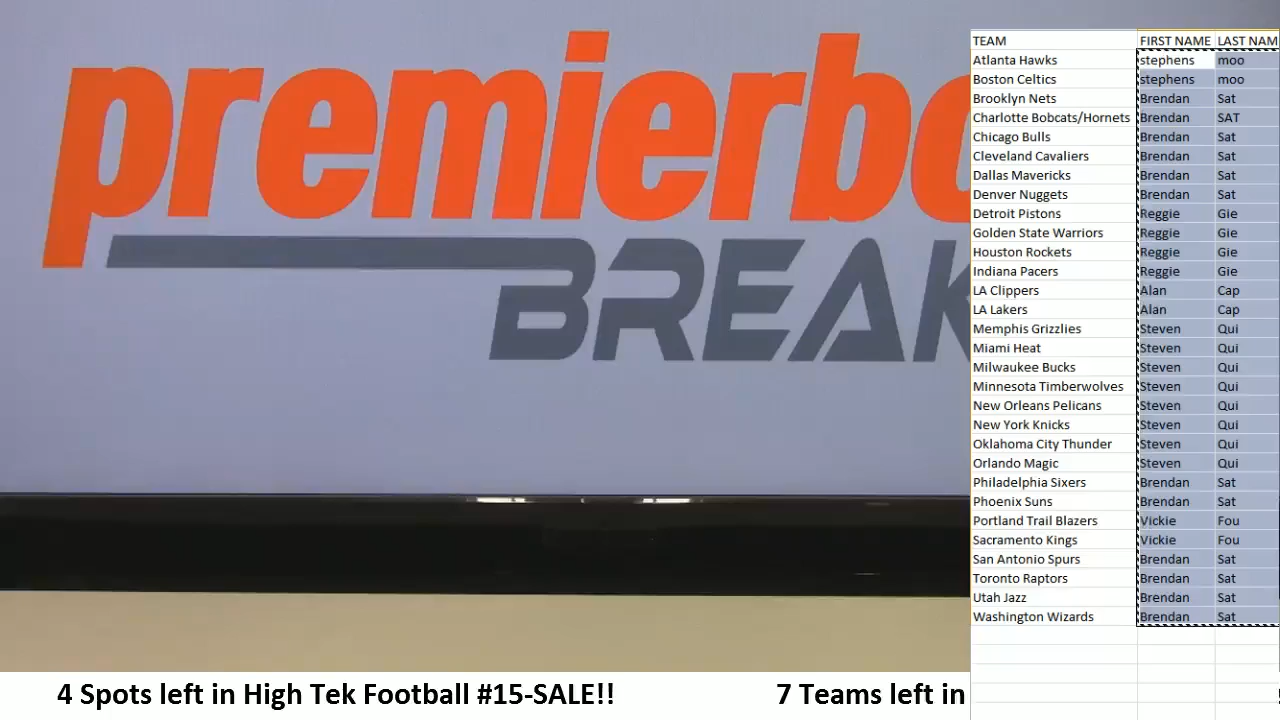 premierbo
BREAK
TEAM FIRST NAME LAST NAM
Atlanta Hawks stephens moo
Boston Celtics stephens moo
Brooklyn Nets Brendan Sat
Charlotte Bobcats/Hornets Brendan SAT
Chicago Bulls Brendan Sat
Cleveland Cavaliers Brendan Sat
Dallas Mavericks Brendan Sat
Denver Nuggets Brendan Sat
Detroit Pistons Reggie Gie
Golden State Warriors Reggie Gie
Houston Rockets Reggie Gie
Indiana Pacers Reggie Gie
LA Clippers Alan Cap
LA Lakers Alan Cap
Memphis Grizzlies Steven Qui
Miami Heat Steven Qui
Milwaukee Bucks Steven Qui
Minnesota Timberwolves Steven Qui
New Orleans Pelicans Steven Qui
New York Knicks Steven Qui
Oklahoma City Thunder Steven Qui
Orlando Magic Steven Qui
Philadelphia Sixers Brendan Sat
Phoenix Suns Brendan Sat
Portland Trail Blazers Vickie Fou
Sacramento Kings Vickie Fou
San Antonio Spurs Brendan Sat
Toronto Raptors Brendan Sat
Utah Jazz Brendan Sat
Washington Wizards Brendan Sat
4 Spots left in High Tek Football #15-SALE!! 7 Teams left in